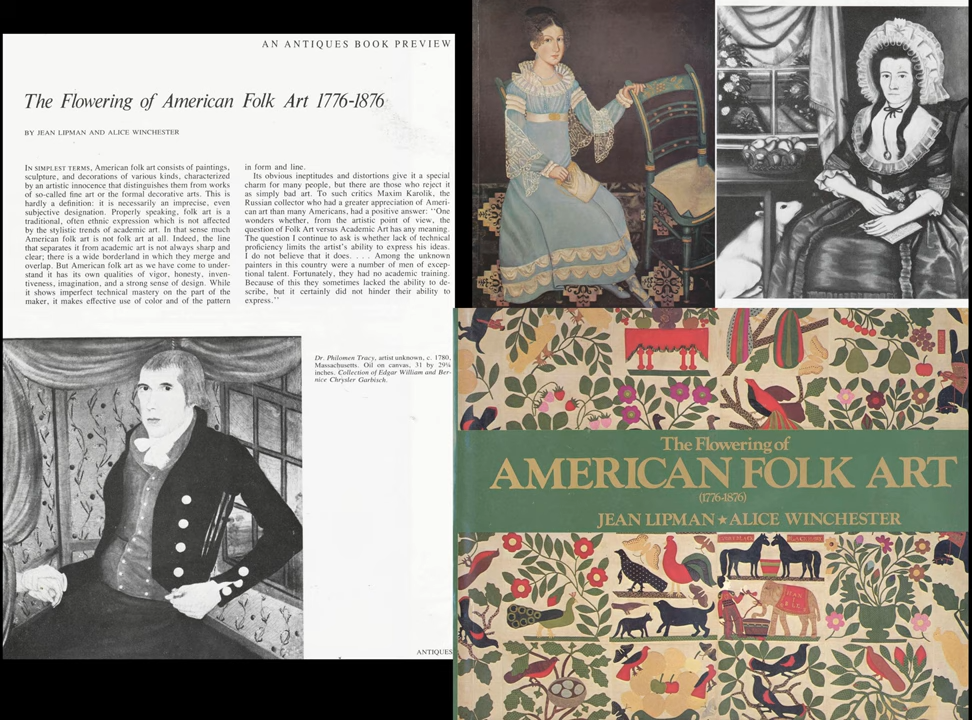 AN ANTIQUES BOOK PREVIEW
The Flowering of American Folk Art 1776-1876
BY JEAN LIPMAN AND ALICE WINCHESTER
IN SIMPLEST TERMS, American folk art consists of paintings,
sculpture, and decorations of various kinds, characterized
by an artistic innocence that distinguishes them from works
of so-called fine art or the formal decorative arts. This is
hardly a definition: it is necessarily an imprecise, even
subjective designation. Properly speaking, folk art is a
traditional, often ethnic expression which is not affected
by the stylistic trends of academic art. In that sense much
American folk art is not folk art at all. Indeed, the line
that separates it from academic art is not always sharp and
clear; there is a wide borderland in which they merge and
overlap. But American folk art as we have come to under-
stand it has its own qualities of vigor, honesty, inven-
tiveness, imagination, and a strong sense of design. While
it shows imperfect technical mastery on the part of the
maker, it makes effective use of color and of the pattern
in form and line.
Its obvious ineptitudes and distortions give it a special
charm for many people, but there are those who reject it
as simply bad art. To such critics Maxim Karolik, the
Russian collector who had a greater appreciation of Ameri-
can art than many Americans, had a positive answer: "One
wonders whether, from the artistic point of view, the
question of Folk Art versus Academic Art has any meaning.
The question I continue to ask is whether lack of technical
proficiency limits the artist's ability to express his ideas.
I do not believe that it does. . . . Among the unknown
painters in this country were a number of men of excep-
tional talent. Fortunately, they had no academic training.
Because of this they sometimes lacked the ability to de-
scribe, but it certainly did not hinder their ability to
express."
Dr. Philomen Tracy, artist unknown, c. 1780,
Massachusetts. Oil on canvas, 31 by 29⅛
inches. Collection of Edgar William and Ber-
nice Chrysler Garbisch.
ANTIQUES
The Flowering of
AMERICAN FOLK ART
(1776-1876)
JEAN LIPMAN ★ ALICE WINCHESTER